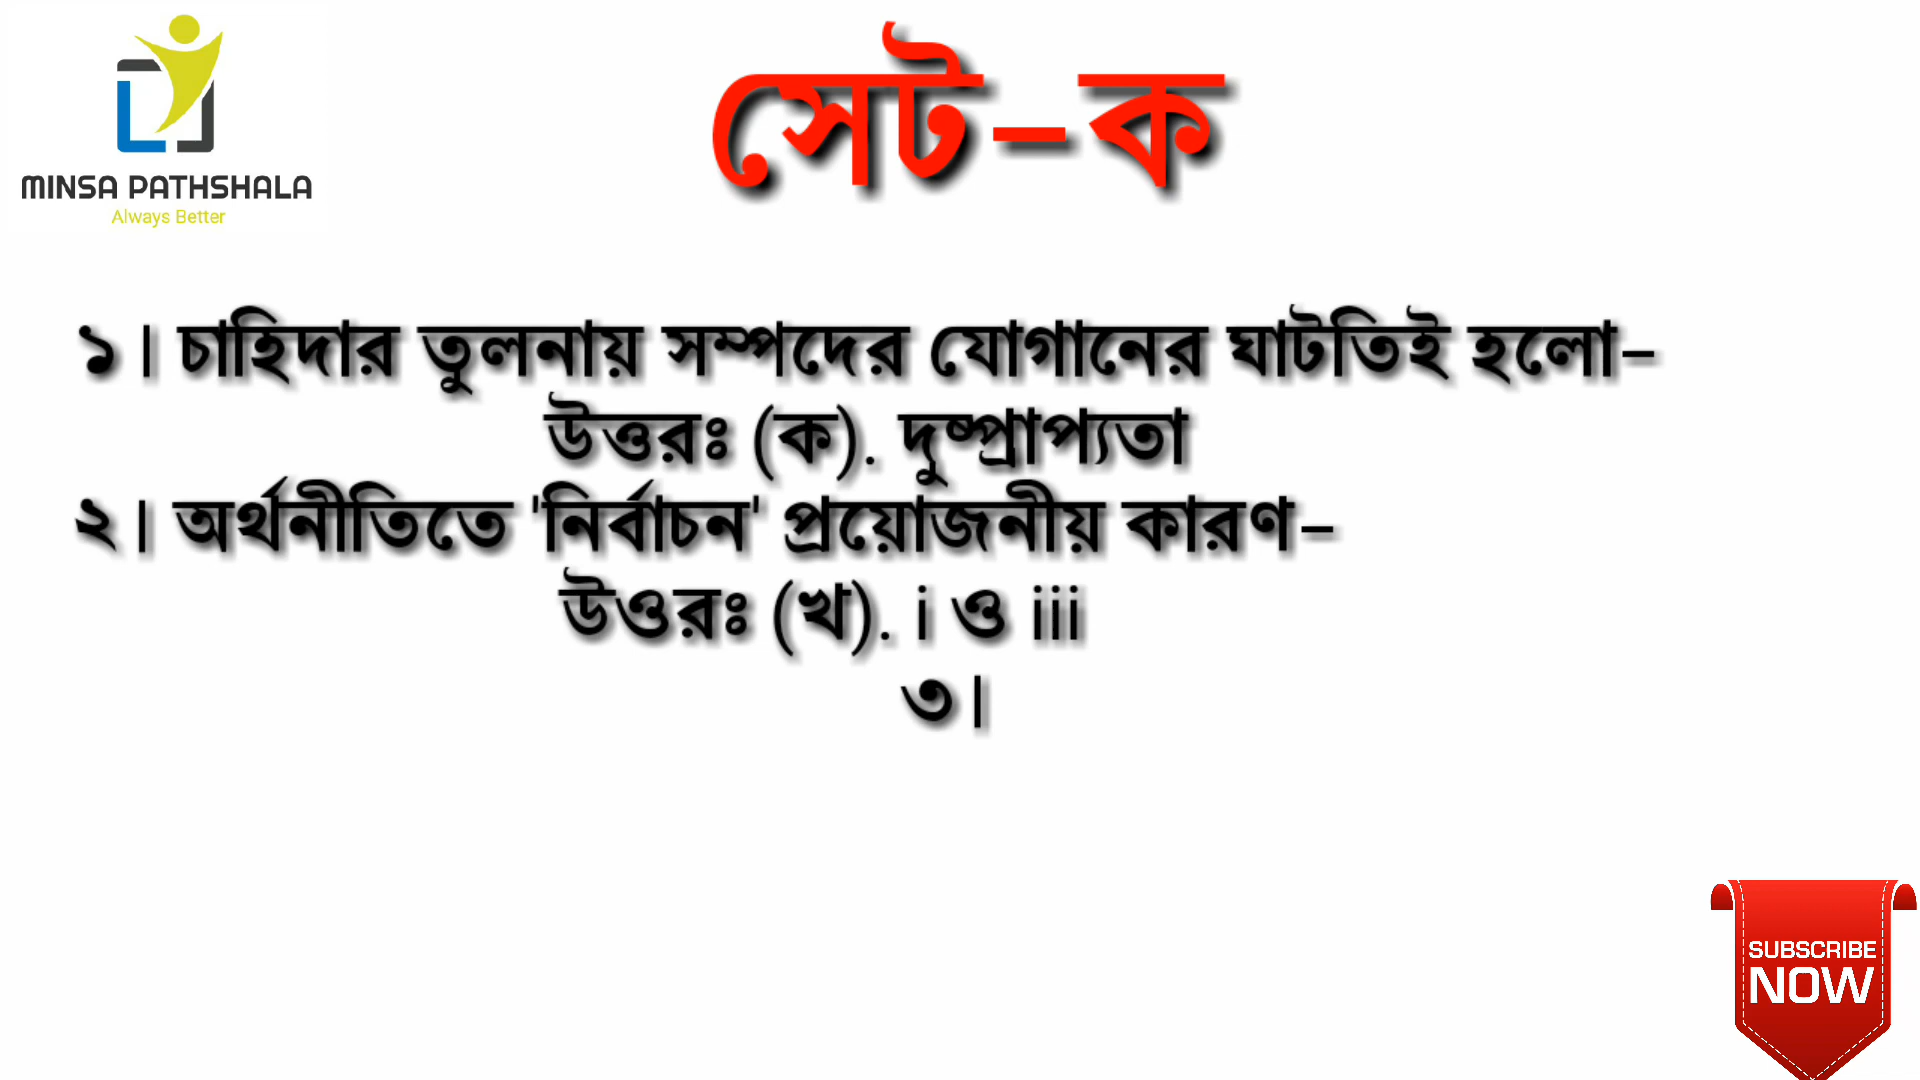 সেট-ক
MINSA PATHSHALA
Always Better
১। চাহিদার তুলনায় সম্পদের যোগানের ঘাটতিই হলো-
উত্তরঃ (ক). দুষ্প্রাপ্যতা
২। অর্থনীতিতে 'নির্বাচন' প্রয়োজনীয় কারণ-
উওরঃ (খ). i ও iii
৩।
SUBSCRIBE
NOW